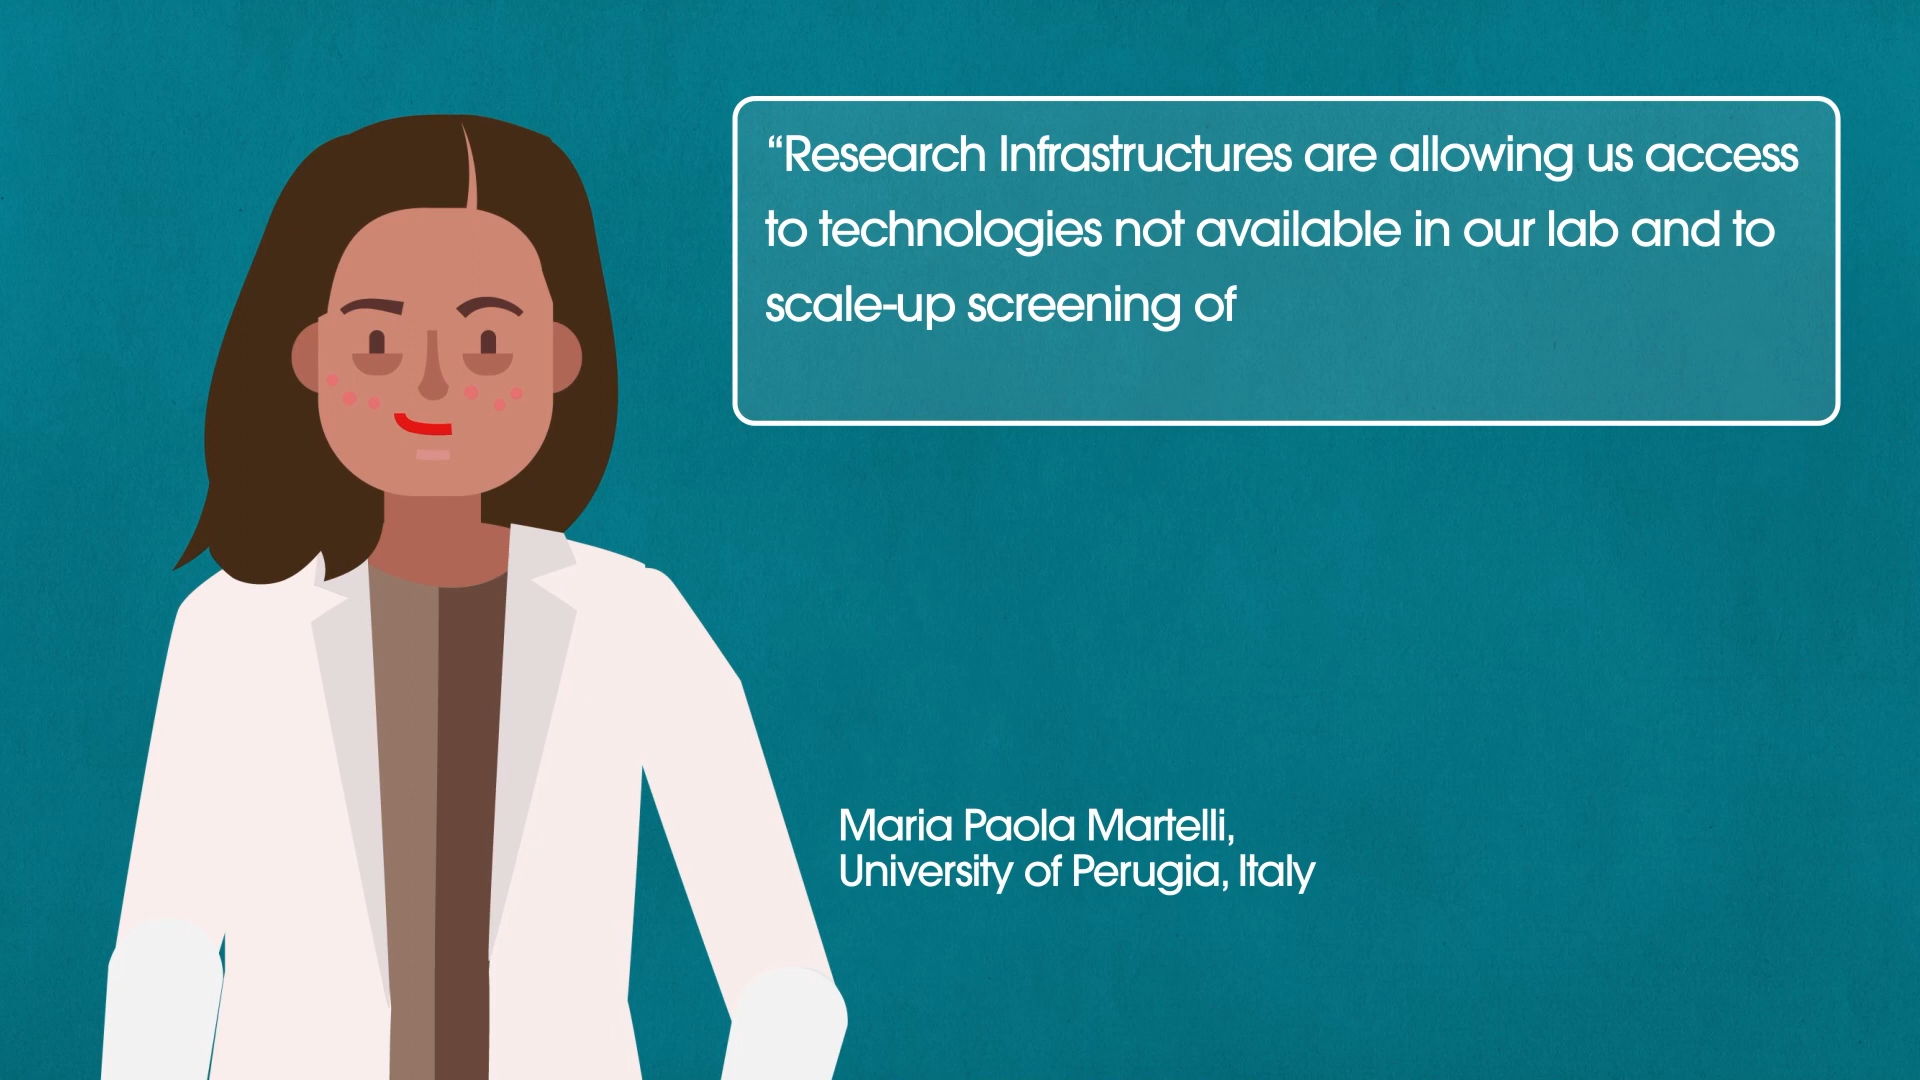 “Research Infrastructures are allowing us access
to technologies not available in our lab and to
scale-up screening of
Maria Paola Martelli,
University of Perugia, Italy